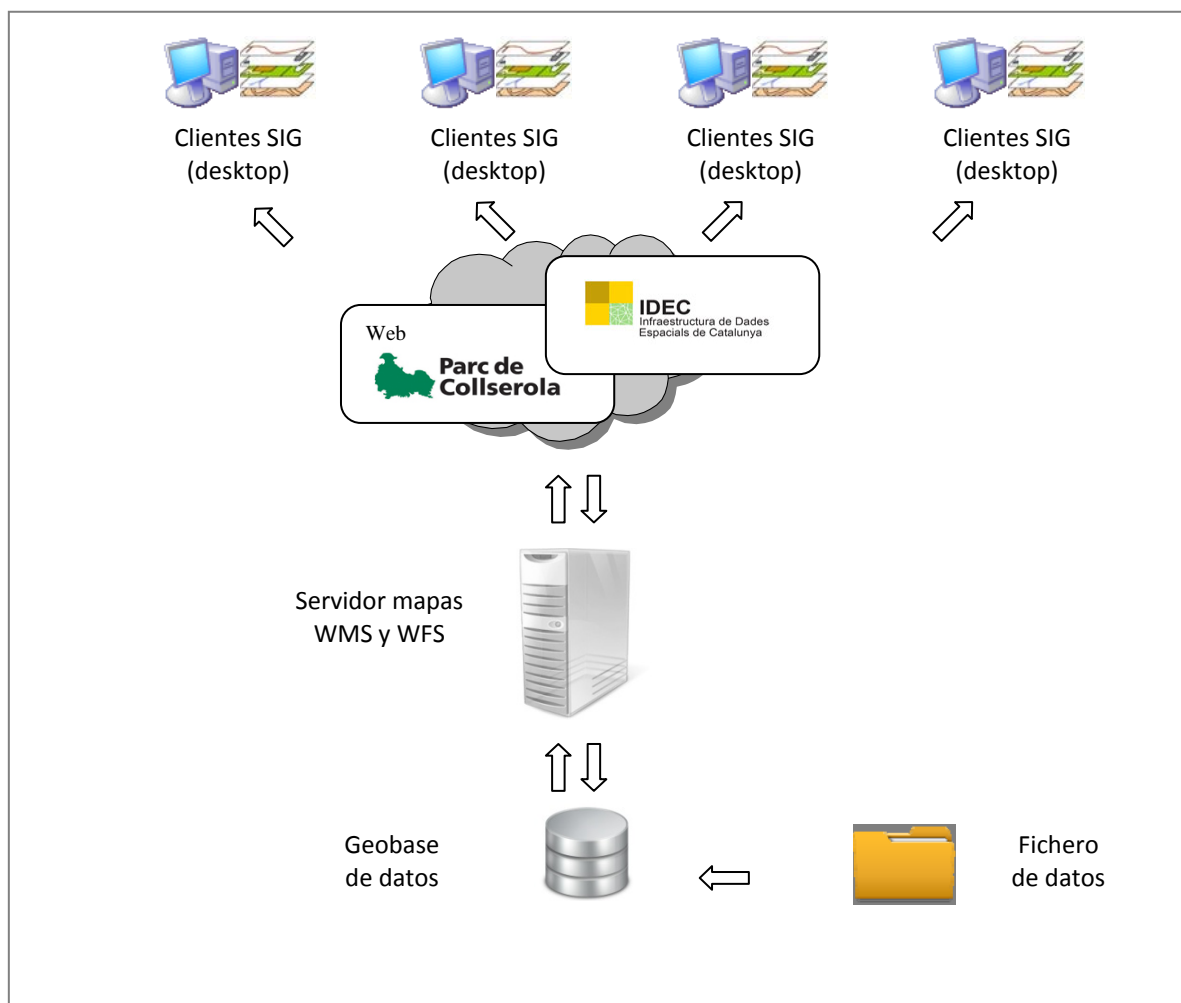 Clientes SIG
(desktop)
Clientes SIG
(desktop)
Clientes SIG
(desktop)
Clientes SIG
(desktop)
IDEC
Infraestructura de Dades
Espacials de Catalunya
Web
Parc de
Collserola
Servidor mapas
WMS y WFS
Geobase
de datos
Fichero
de datos